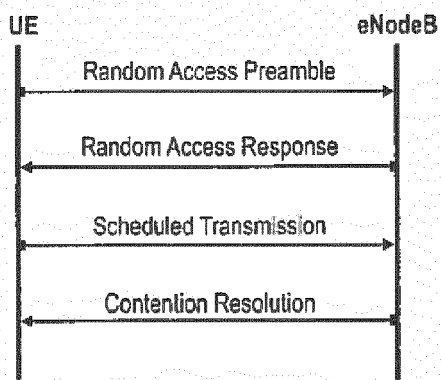 UE
eNodeB
Random Access Preamble
Random Access Response
Scheduled Transmission
Contention Resolution